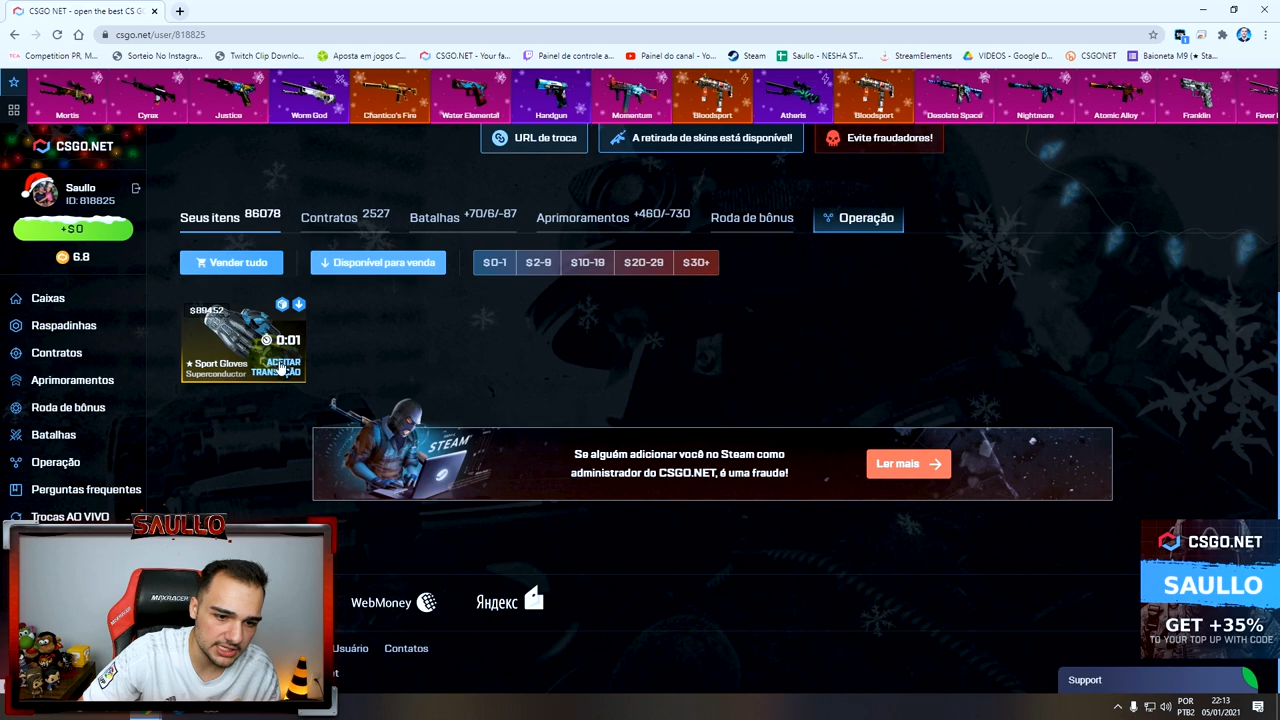 CSGO NET - open the best CS GO
csgo.net/user/818825
Competition PR, M...
Sorteio No Instagra...
Twitch Clip Downlo...
Aposta em jogos C...
CSGO.NET - Your fa...
Painel de controle a...
Painel do canal - Yo...
Steam
Saullo - NESHA ST...
StreamElements
VIDEOS - Google D...
CSGONET
Baioneta M9 (★ Sta...
Mortis
Cyrex
Justice
Worm God
Chantico's Fire
Water Elemental
Handgun
Momentum
Bloodsport
Atheris
Bloodsport
Desolate Space
Nightmare
Atomic Alloy
Franklin
Fever
CSGO.NET
URL de troca
A retirada de skins está disponível!
Evite fraudadores!
Saullo
ID: 818825
+$0
6.8
Seus itens 86078
Contratos 2527
Batalhas +70/6/-87
Aprimoramentos +460/-730
Roda de bônus
Operação
Vender tudo
Disponível para venda
$0-1
$2-9
$10-19
$20-29
$30+
Caixas
Raspadinhas
Contratos
Aprimoramentos
Roda de bônus
Batalhas
Operação
Perguntas frequentes
Trocas AO VIVO
0:01
★ Sport Gloves
Superconductor
ACEITAR
TRANSAÇÃO
STEAM
Se alguém adicionar você no Steam como
administrador do CSGO.NET, é uma fraude!
Ler mais
SAULLO
MAXRACER
WebMoney
Яндекс
Usuário
Contatos
CSGO.NET
SAULLO
GET +35%
TO YOUR TOP UP WITH CODE
Support
POR
PTB2
22:13
05/01/2021